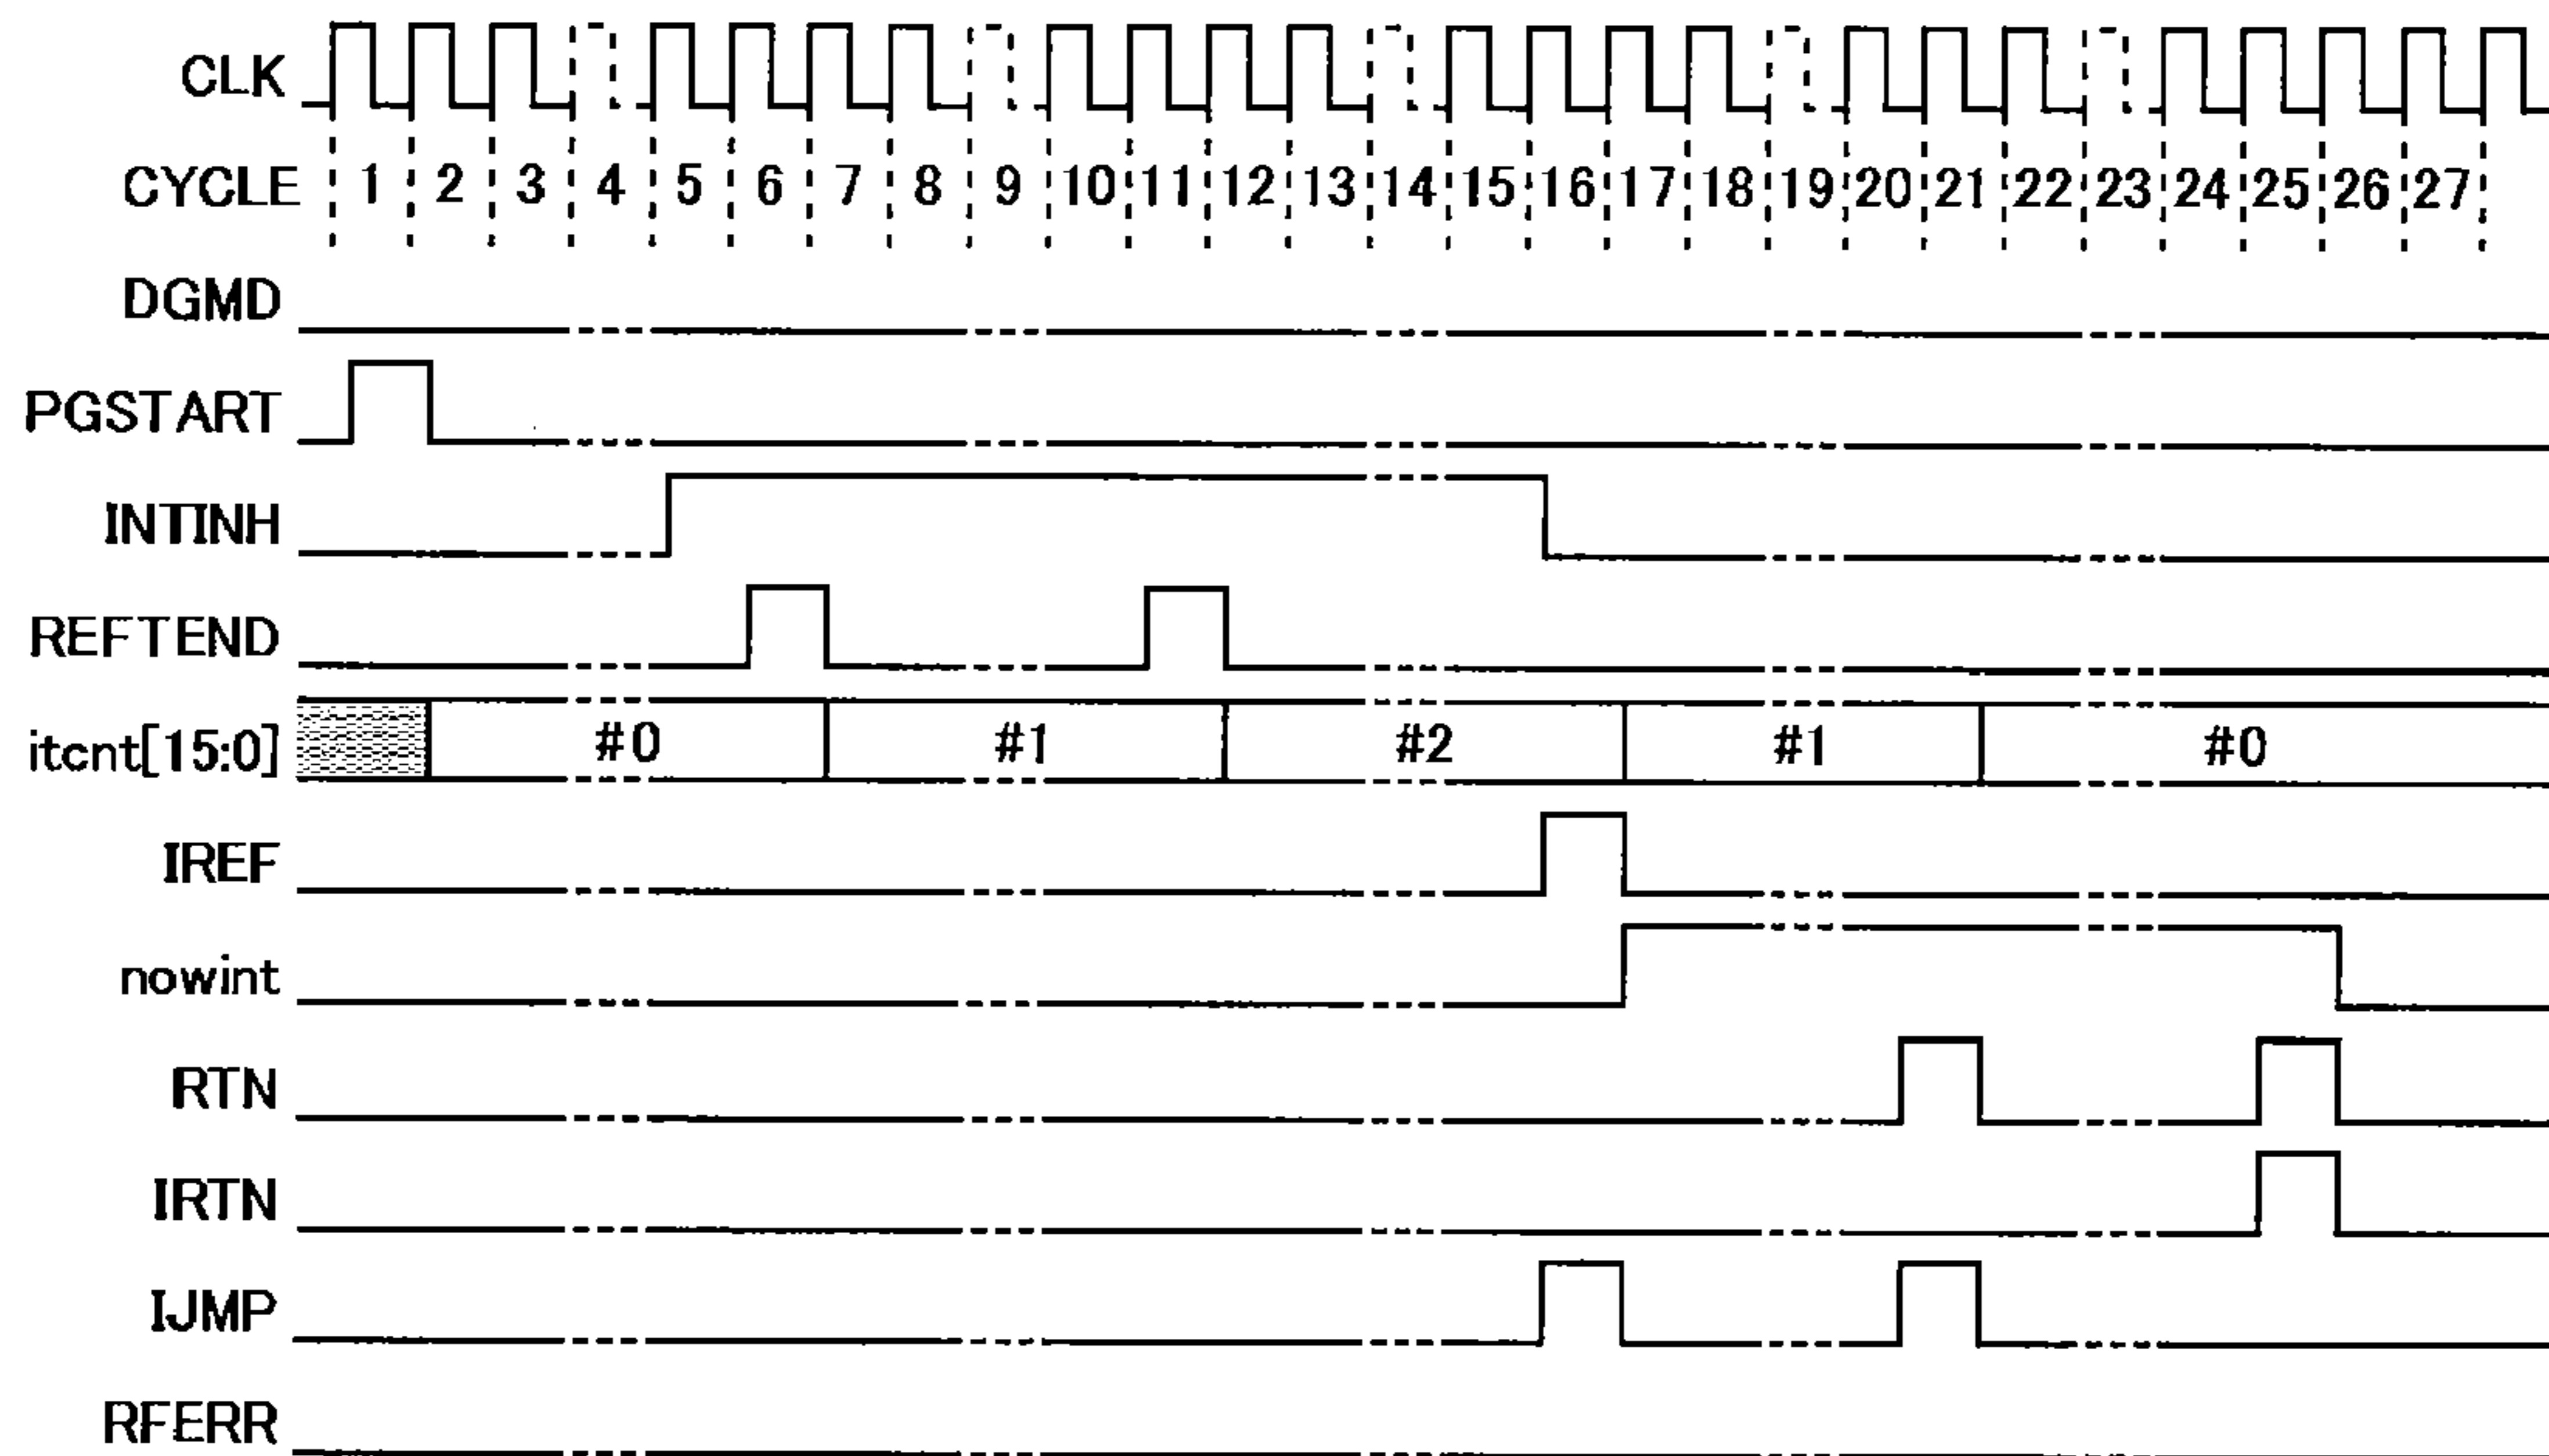 CLK
CYCLE 1 2 3 4 5 6 7 8 9 10 11 12 13 14 15 16 17 18 19 20 21 22 23 24 25 26 27
DGMD
PGSTART
INTINH
REFTEND
itcnt[15:0] #0 #1 #2 #1 #0
IREF
nowint
RTN
IRTN
IJMP
RFERR